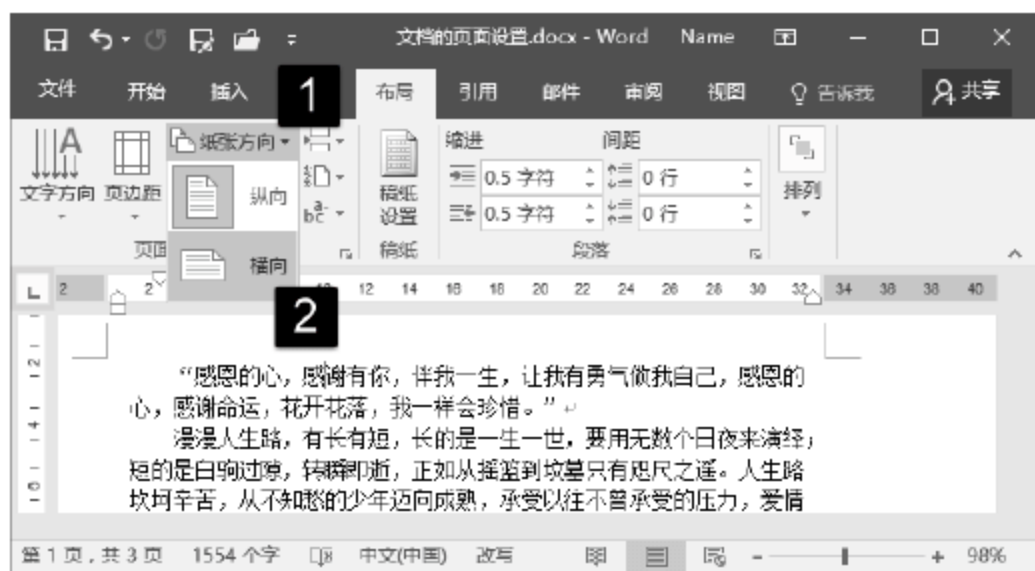 文档的页面设置.docx - Word Name
文件 开始 插入 1 布局 引用 邮件 审阅 视图 告诉我 共享
纸张方向 缩进 间距
文字方向 页边距 纵向 稿纸设置 0.5 字符 0 行 排列
0.5 字符 0 行
页面 横向 稿纸 段落
2 2 12 14 16 18 20 22 24 26 28 30 32 34 36 38 40
2
“感恩的心，感谢有你，伴我一生，让我有勇气做我自己，感恩的
心，感谢命运，花开花落，我一样会珍惜。”
漫漫人生路，有长有短，长的是一生一世，要用无数个日夜来演绎；
短的是白驹过隙，转瞬即逝，正如从摇篮到坟墓只有咫尺之遥。人生路
坎坷辛苦，从不知愁的少年迈向成熟，承受以往不曾承受的压力，爱情
第 1 页，共 3 页 1554 个字 中文(中国) 改写 98%